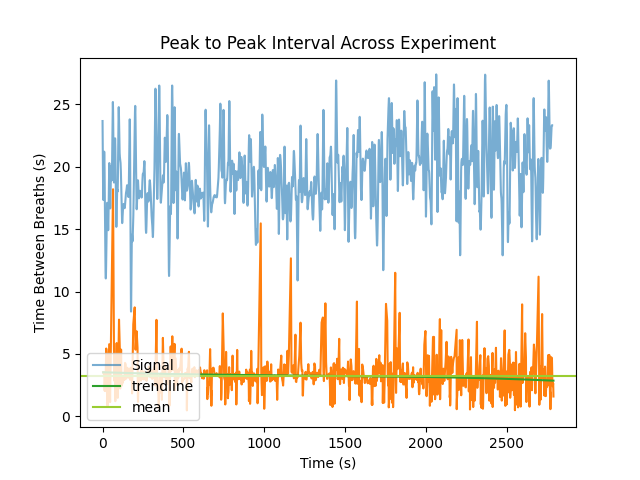 Peak to Peak Interval Across Experiment
Time Between Breaths (s)
25
20
15
10
5
0
Signal
trendline
mean
0 500 1000 1500 2000 2500
Time (s)